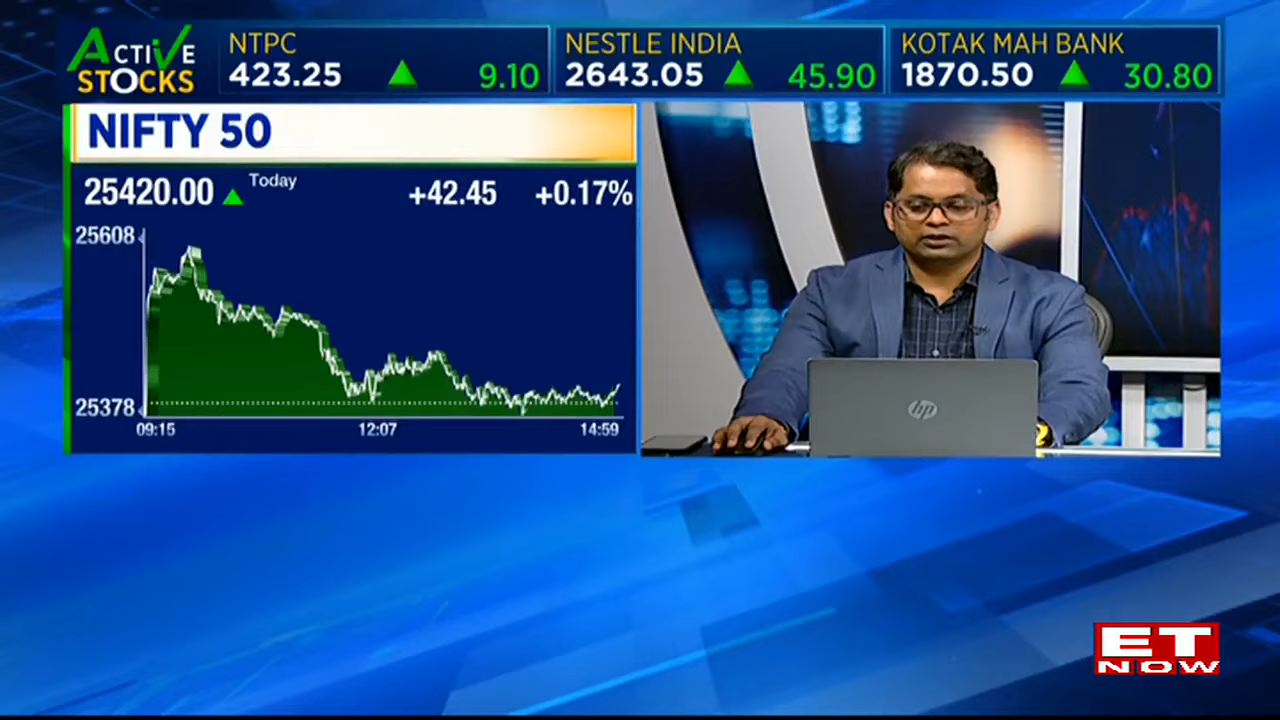 ACTIVE
STOCKS
NTPC
423.25 9.10
NESTLE INDIA
2643.05 45.90
KOTAK MAH BANK
1870.50 30.80
NIFTY 50
25420.00 Today +42.45 +0.17%
25608
25378
09:15 12:07 14:59
hp
ET
NOW